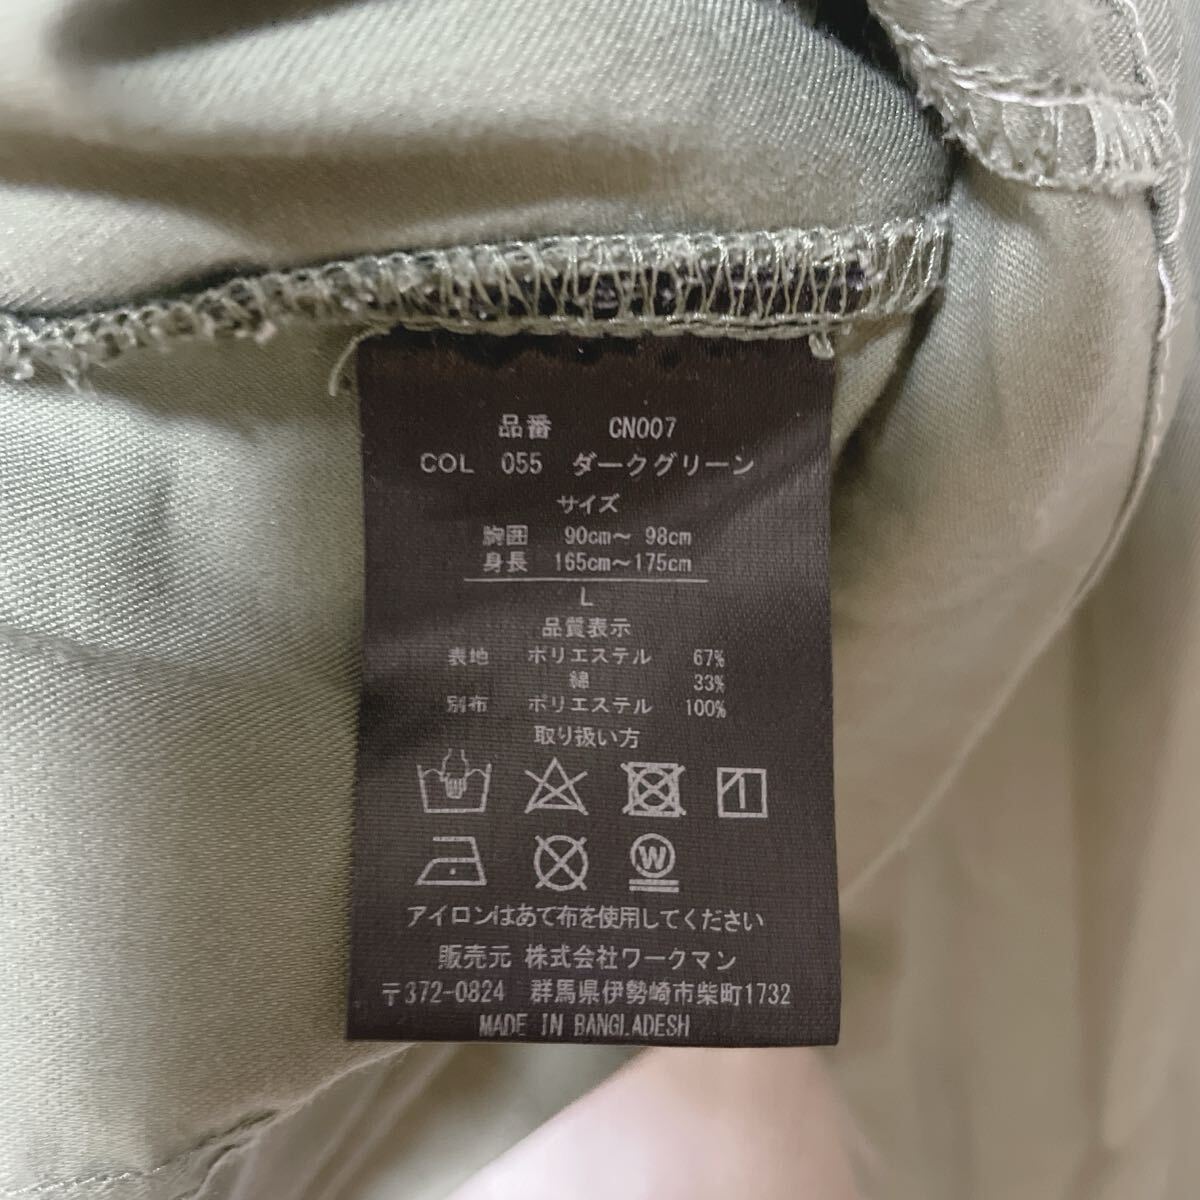 品番 CN007
COL 055 ダークグリーン
サイズ
胸囲 90cm～ 98cm
身長 165cm～175cm
L
品質表示
表地 ポリエステル 67%
綿 33%
別布 ポリエステル 100%
取り扱い方
W
アイロンはあて布を使用してください
販売元 株式会社ワークマン
〒372-0824 群馬県伊勢崎市柴町1732
MADE IN BANGLADESH